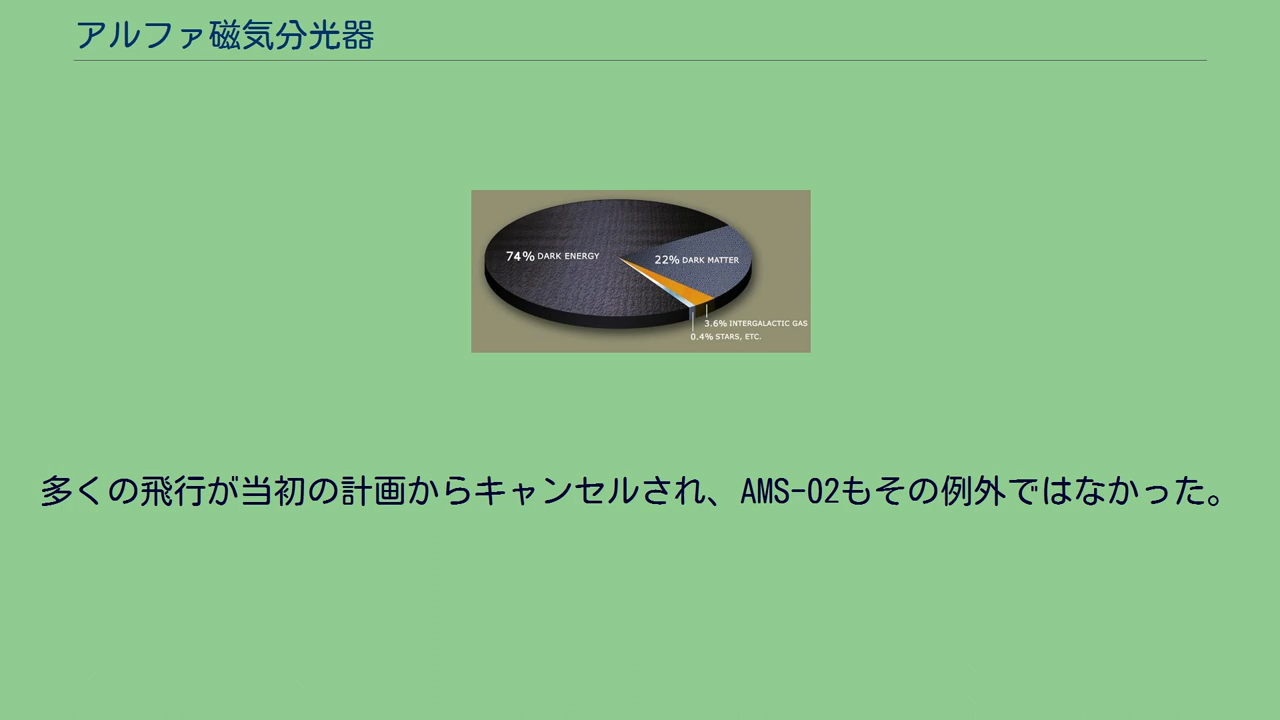 アルファ磁気分光器
74% DARK ENERGY
22% DARK MATTER
3.6% INTERGALACTIC GAS
0.4% STARS, ETC.
多くの飛行が当初の計画からキャンセルされ、AMS-02もその例外ではなかった。